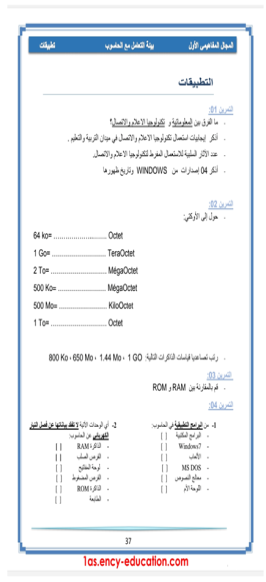 المجال المفاهيمي الأول
بيئة التعامل مع الحاسوب
تطبيقات
التطبيقات
التمرين 01:
- ما الفرق بين المعلوماتية و تكنولوجيا الاعلام والاتصال؟
- أذكر إيجابيات استعمال تكنولوجيا الاعلام والاتصال في ميدان التربية والتعليم .
- عدد الآثار السلبية للاستعمال المفرط لتكنولوجيا الاعلام والاتصال.
- أذكر 04 إصدارات من WINDOWS وتاريخ ظهورها
التمرين 02:
- حول إلى الأوكتي:
64 ko= ........................ Octet
1 Go= ........................ TeraOctet
2 To= ........................ MégaOctet
500 Ko= ........................ MégaOctet
500 Mo= ........................ KiloOctet
1 To= ........................ Octet
- رتب تصاعديا قياسات الذاكرات التالية: 800 Ko ، 650 Mo ، 1.44 Mo ، 1 GO
التمرين 03:
- قم بالمقارنة بين RAM و ROM
التمرين 04:
1- ضمن البرامج التطبيقية في الحاسوب:
- البرامج المكتبية [ ]
- Windows7 [ ]
- الألعاب [ ]
- MS DOS [ ]
- معالج النصوص [ ]
- اللوحة الأم [ ]
2- أي الوحدات الآتية لا تفقد بياناتها عن فصل التيار
الكهربائي عن الحاسوب:
- الذاكرة RAM [ ]
- القرص الصلب [ ]
- لوحة المفاتيح [ ]
- القرص المضغوط [ ]
- الذاكرة ROM [ ]
- الطابعة [ ]
37
1as.ency-education.com